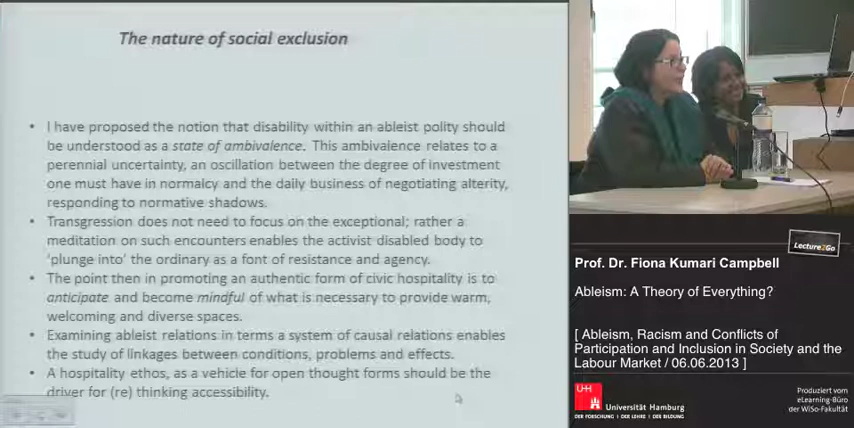 The nature of social exclusion
• I have proposed the notion that disability within an ableist polity should
be understood as a state of ambivalence. This ambivalence relates to a
perennial uncertainty, an oscillation between the degree of investment
one must have in normalcy and the daily business of negotiating alterity,
responding to normative shadows.
• Transgression does not need to focus on the exceptional; rather a
meditation on such encounters enables the activist disabled body to
'plunge into' the ordinary as a font of resistance and agency.
• The point then in promoting an authentic form of civic hospitality is to
anticipate and become mindful of what is necessary to provide warm,
welcoming and diverse spaces.
• Examining ableist relations in terms a system of causal relations enables
the study of linkages between conditions, problems and effects.
• A hospitality ethos, as a vehicle for open thought forms should be the
driver for (re) thinking accessibility.
Lecture2Go
Prof. Dr. Fiona Kumari Campbell
Ableism: A Theory of Everything?
[ Ableism, Racism and Conflicts of
Participation and Inclusion in Society and the
Labour Market / 06.06.2013 ]
UH
Universität Hamburg
DER FORSCHUNG | DER LEHRE | DER BILDUNG
Produziert vom
eLearning-Büro
der WiSo-Fakultät